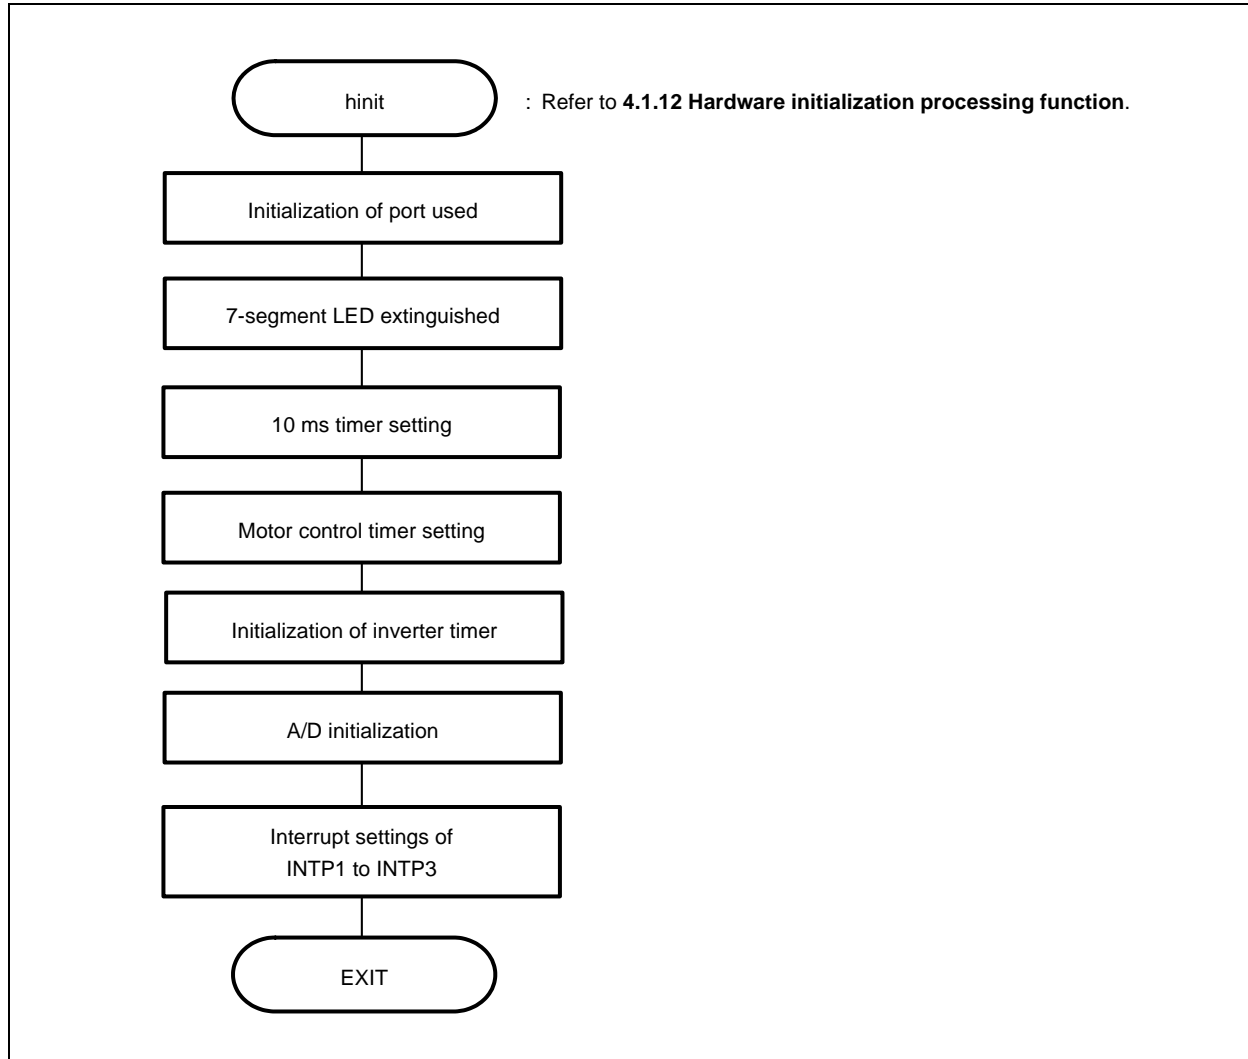 hinit : Refer to 4.1.12 Hardware initialization processing function.
Initialization of port used
7-segment LED extinguished
10 ms timer setting
Motor control timer setting
Initialization of inverter timer
A/D initialization
Interrupt settings of
INTP1 to INTP3
EXIT